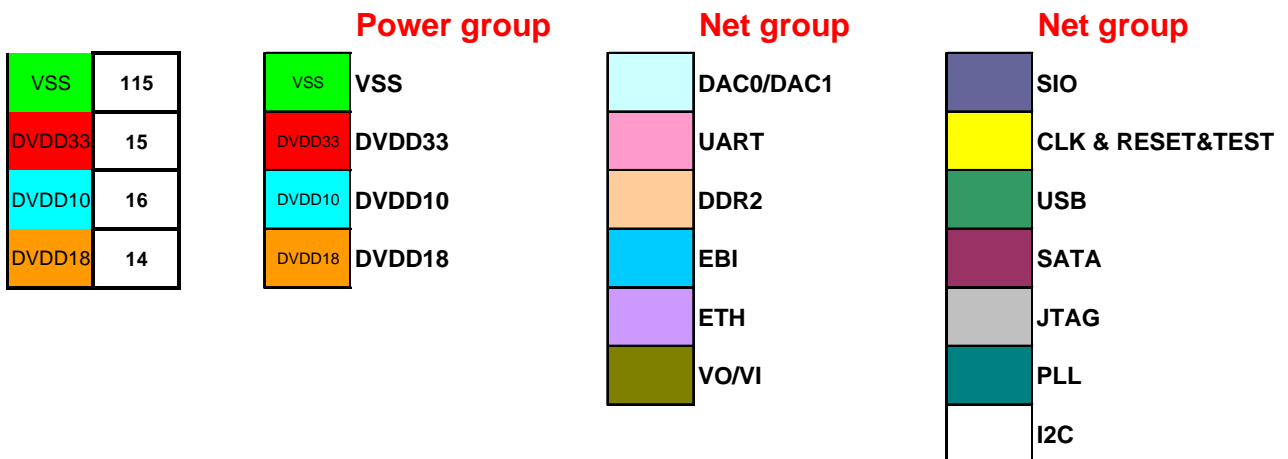 Power group Net group Net group
VSS 115 VSS VSS DAC0/DAC1 SIO
DVDD33 15 DVDD33 DVDD33 UART CLK & RESET&TEST
DVDD10 16 DVDD10 DVDD10 DDR2 USB
DVDD18 14 DVDD18 DVDD18 EBI SATA
ETH JTAG
VO/VI PLL
I2C